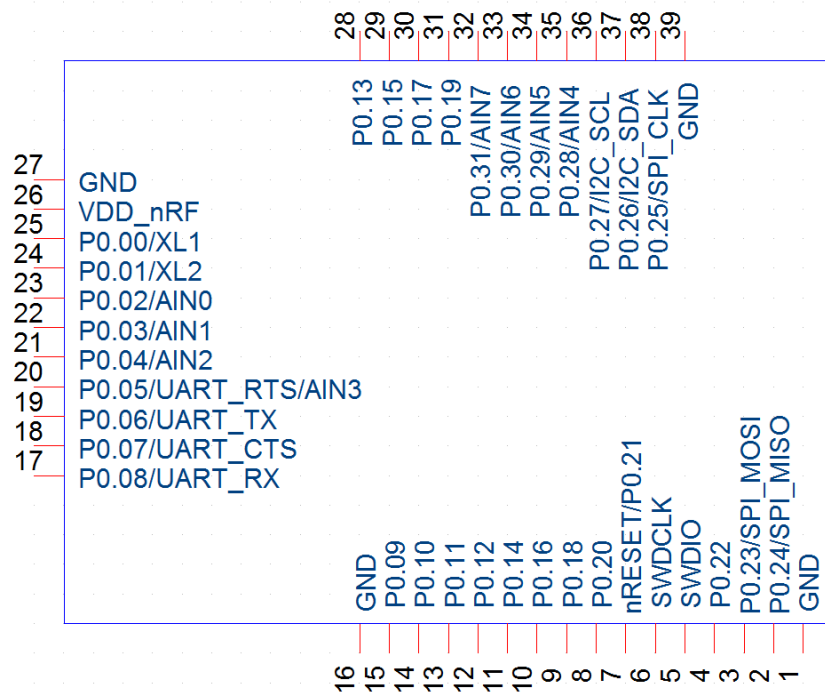 28
29
30
31
32
33
34
35
36
37
38
39
P0.13
P0.15
P0.17
P0.19
P0.31/AIN7
P0.30/AIN6
P0.29/AIN5
P0.28/AIN4
P0.27/I2C_SCL
P0.26/I2C_SDA
P0.25/SPI_CLK
GND
27 GND
26 VDD_nRF
25 P0.00/XL1
24 P0.01/XL2
23 P0.02/AIN0
22 P0.03/AIN1
21 P0.04/AIN2
20 P0.05/UART_RTS/AIN3
19 P0.06/UART_TX
18 P0.07/UART_CTS
17 P0.08/UART_RX
GND
P0.09
P0.10
P0.11
P0.12
P0.14
P0.16
P0.18
P0.20
nRESET/P0.21
SWDCLK
SWDIO
P0.22
P0.23/SPI_MOSI
P0.24/SPI_MISO
GND
16
15
14
13
12
11
10
9
8
7
6
5
4
3
2
1